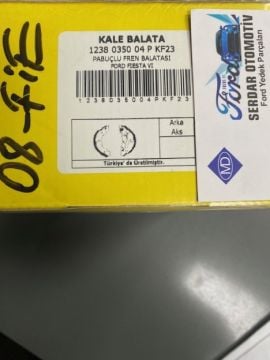 KALE BALATA
1238 0350 04 P KF23
PABUÇLU FREN BALATASI
FORD FIESTA VI
1238035004PKF23
Arka
Aks
Türkiye'de Üretilmiştir.
08-FİE
Ford
SERDAR OTOMOTİV
Ford Yedek Parçaları
MD